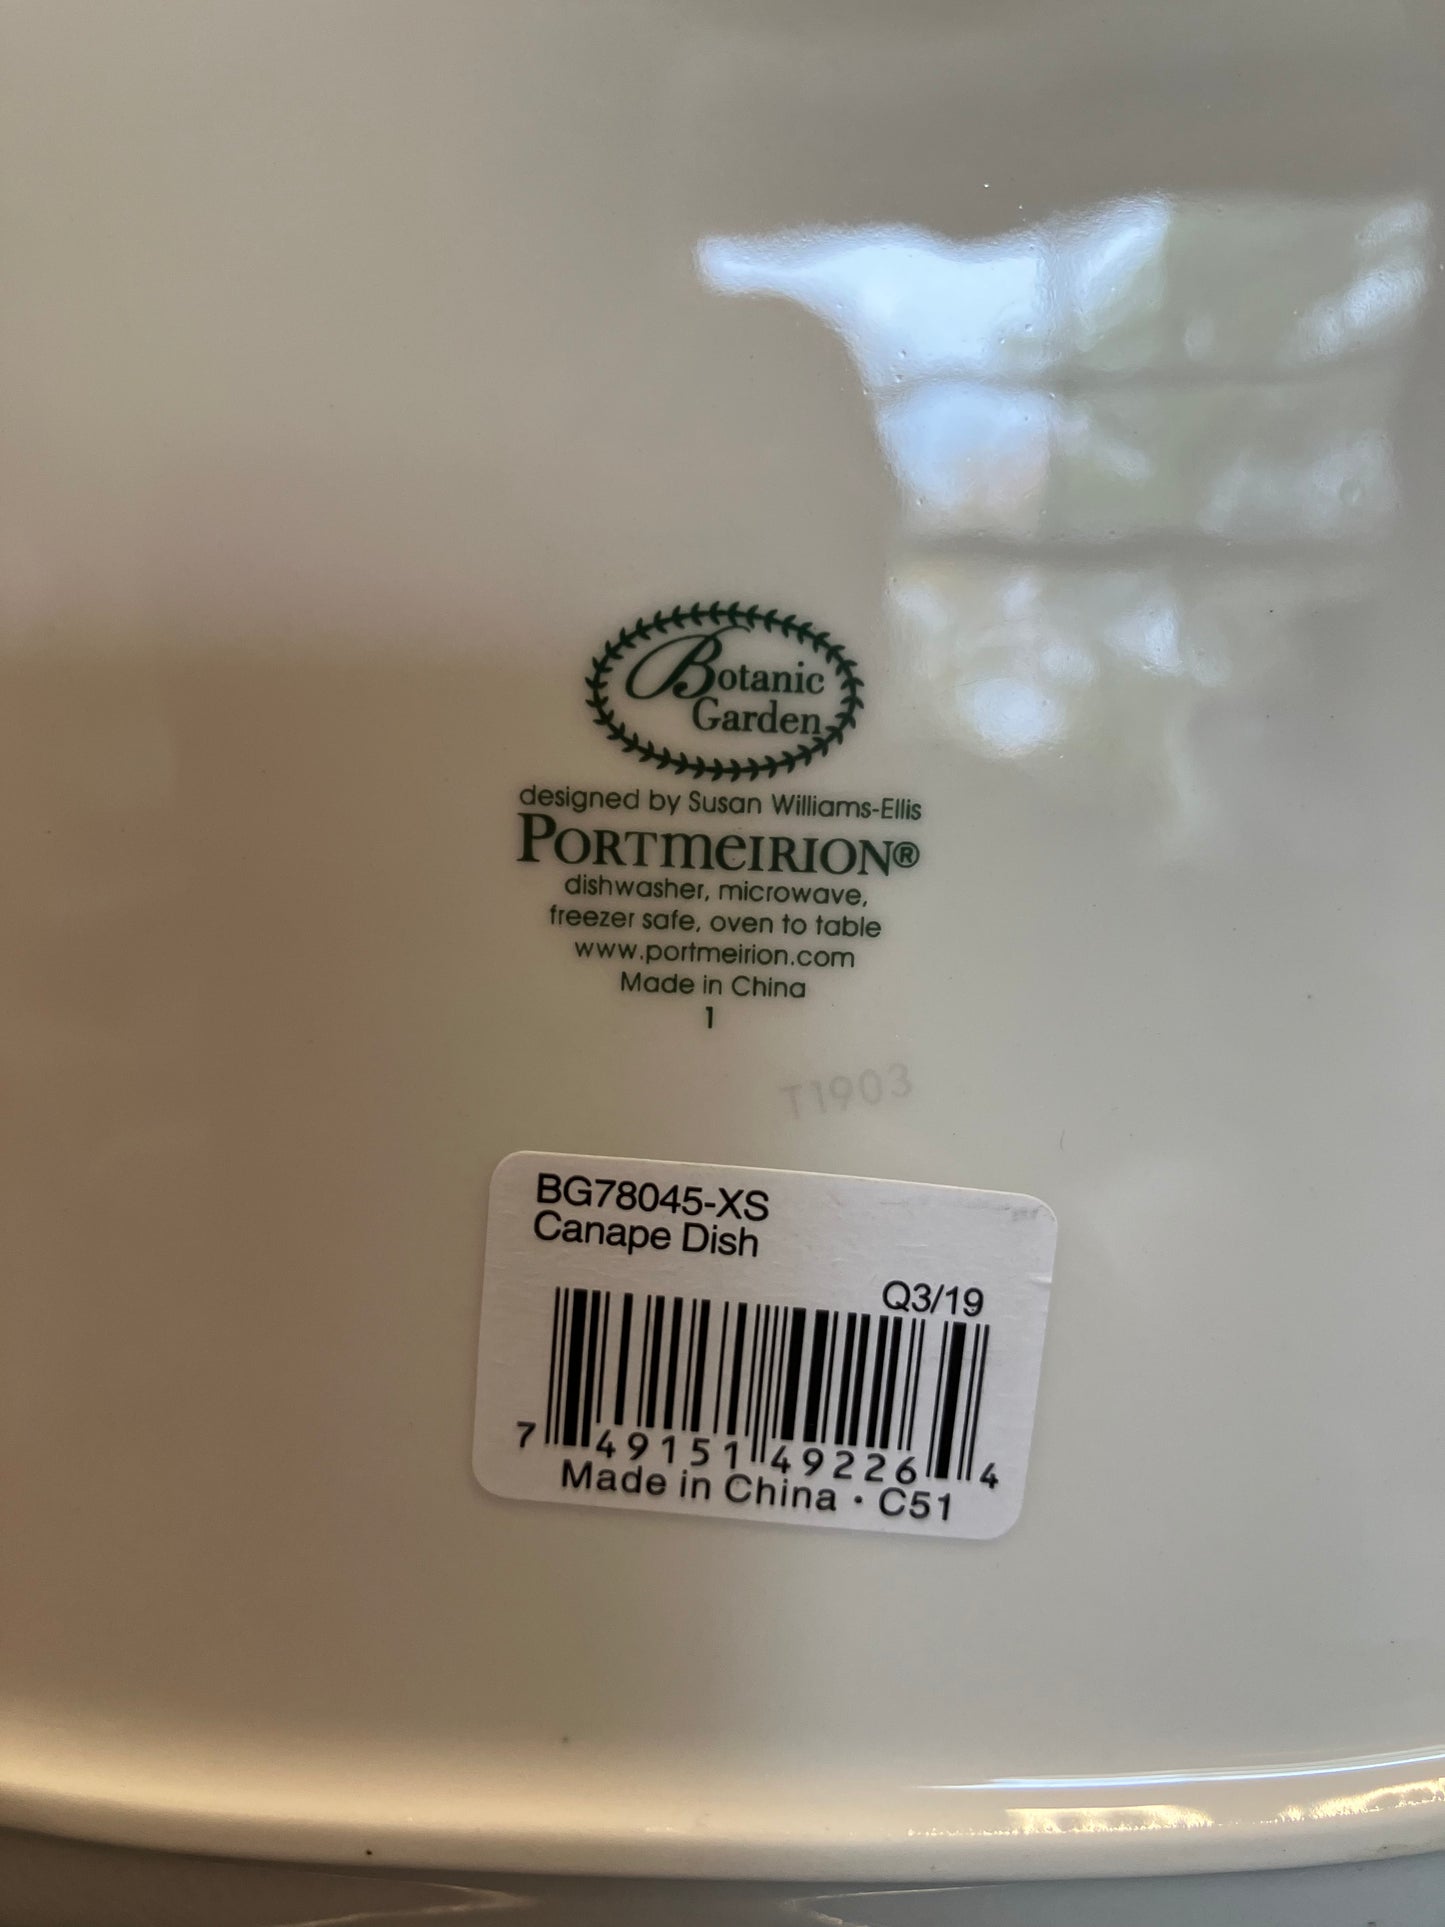 Botanic
Garden
designed by Susan Williams-Ellis
PORTMEIRION®
dishwasher, microwave,
freezer safe, oven to table
www.portmeirion.com
Made in China
1
T1903
BG78045-XS
Canape Dish
Q3/19
7 49151 49226 4
Made in China · C51